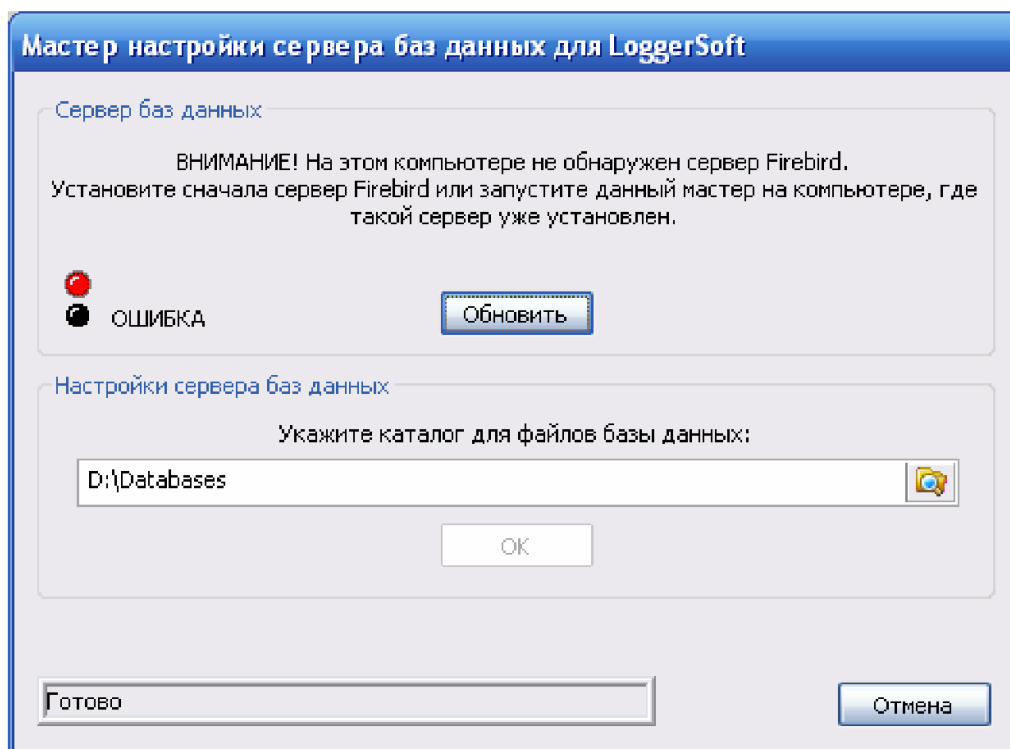 Мастер настройки сервера баз данных для LoggerSoft
Сервер баз данных
ВНИМАНИЕ! На этом компьютере не обнаружен сервер Firebird.
Установите сначала сервер Firebird или запустите данный мастер на компьютере, где
такой сервер уже установлен.
ОШИБКА
Обновить
Настройки сервера баз данных
Укажите каталог для файлов базы данных:
D:\Databases
OK
Готово
Отмена